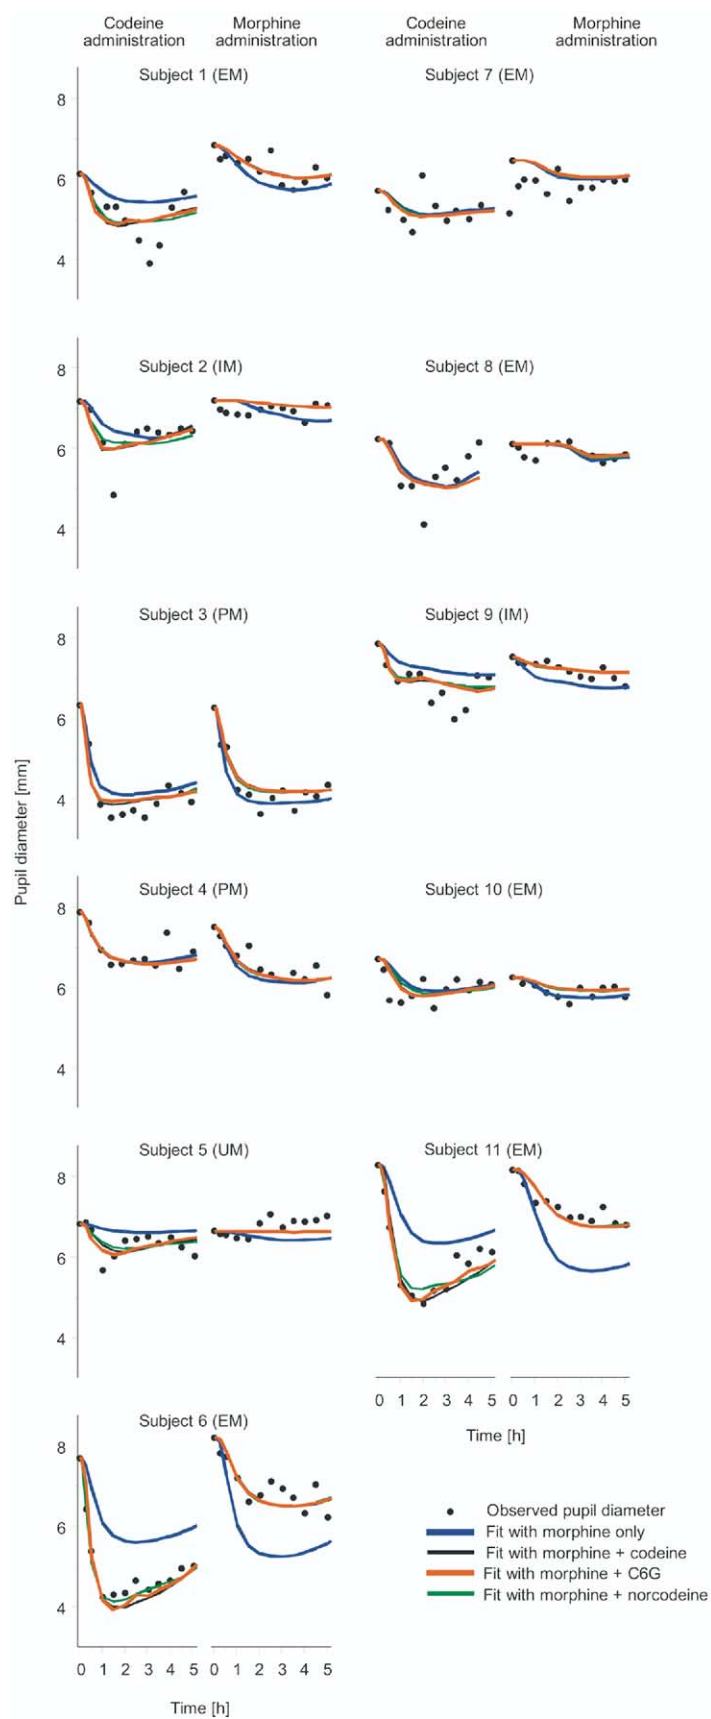 Codeine administration
Morphine administration
Codeine administration
Morphine administration
Subject 1 (EM)
Subject 7 (EM)
8
6
4
Subject 2 (IM)
Subject 8 (EM)
8
6
4
Subject 3 (PM)
Subject 9 (IM)
8
6
4
Pupil diameter [mm]
Subject 4 (PM)
Subject 10 (EM)
8
6
4
Subject 5 (UM)
Subject 11 (EM)
8
6
4
0 1 2 3 4 5
0 1 2 3 4 5
Time [h]
Subject 6 (EM)
8
6
4
0 1 2 3 4 5
0 1 2 3 4 5
Time [h]
Observed pupil diameter
Fit with morphine only
Fit with morphine + codeine
Fit with morphine + C6G
Fit with morphine + norcodeine